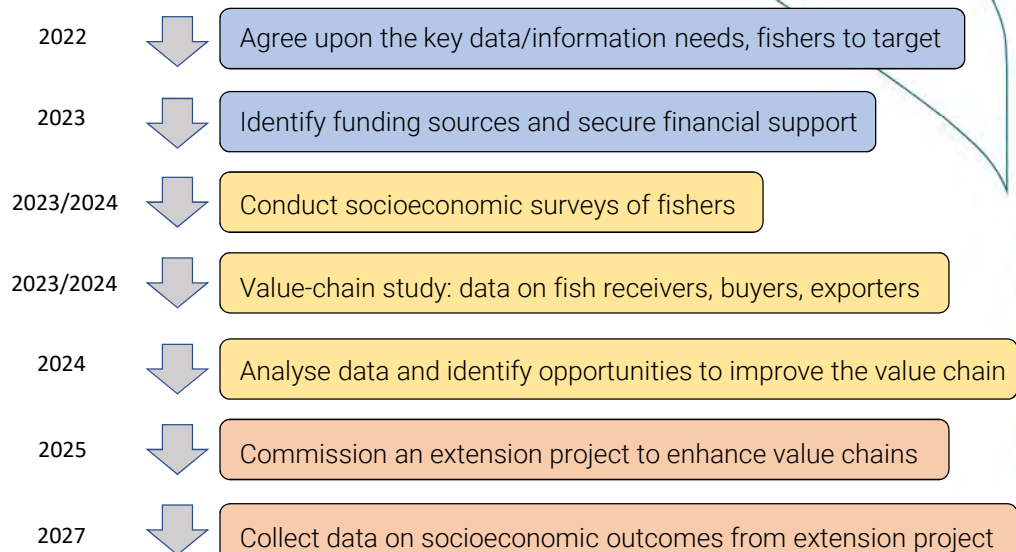 2022 Agree upon the key data/information needs, fishers to target
2023 Identify funding sources and secure financial support
2023/2024 Conduct socioeconomic surveys of fishers
2023/2024 Value-chain study: data on fish receivers, buyers, exporters
2024 Analyse data and identify opportunities to improve the value chain
2025 Commission an extension project to enhance value chains
2027 Collect data on socioeconomic outcomes from extension project